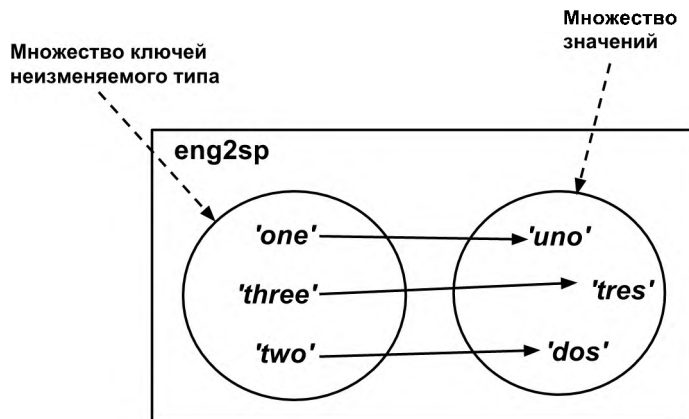 Множество
значений
Множество ключей
неизменяемого типа
eng2sp
'one' 'uno'
'three' 'tres'
'two' 'dos'